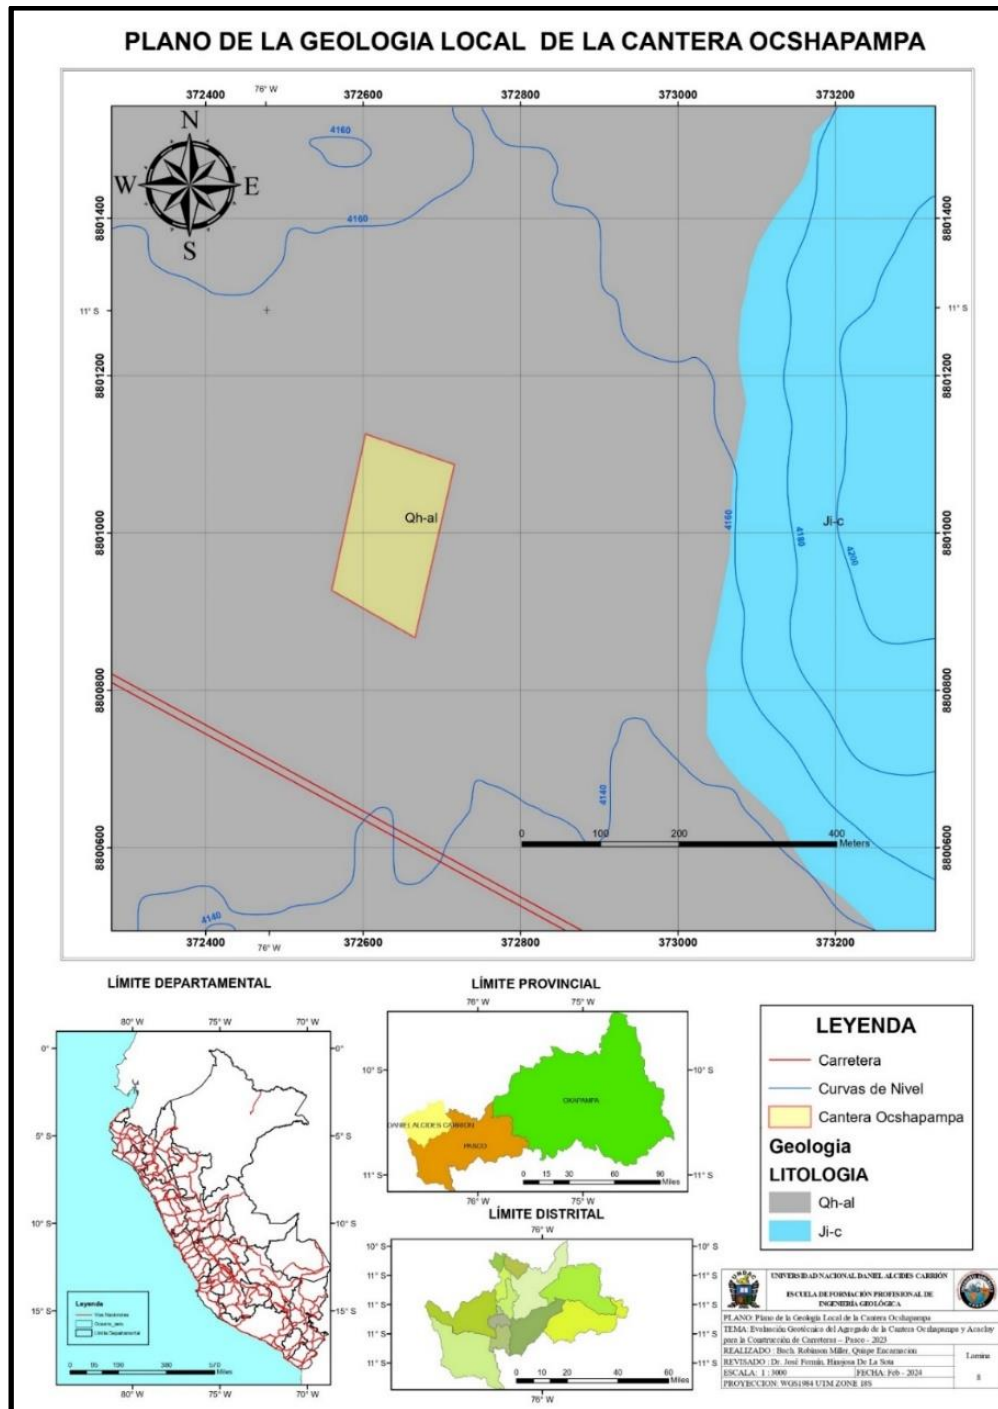 PLANO DE LA GEOLOGIA LOCAL DE LA CANTERA OCSHAPAMPA
372400 76° W 372600 372800 373000 373200
N
W E
S
4160
4160
8801400 8801400
11° S 11° S
8801200 8801200
Qh-al
8801000 8801000
4160
4180
4200
Ji-c
8800800 8800800
4140
0 100 200 400
Meters
8800600 8800600
4140
372400 76° W 372600 372800 373000 373200
LÍMITE DEPARTAMENTAL
80° W 75° W 70° W
0° 0°
5° S 5° S
10° S 10° S
15° S 15° S
Leyenda
Vías Nacionales
Límite Departamental
80° W 75° W 70° W
LÍMITE PROVINCIAL
76° W 75° W
10° S 10° S
OXAPAMPA
DANIEL ALCIDES CARRION
PASCO
11° S 11° S
0 15 30 60 90
Miles
76° W 75° W
LÍMITE DISTRITAL
76° W
10° S 10° S
11° S 11° S
11° S 11° S
11° S 11° S
11° S 11° S
0 10 20 40 60
Miles
76° W
LEYENDA
Carretera
Curvas de Nivel
Cantera Ocshapampa
Geologia
LITOLOGIA
Qh-al
Ji-c
UNDAC
UNIVERSIDAD NACIONAL DANIEL ALCIDES CARRIÓN
ESCUELA DE FORMACIÓN PROFESIONAL DE
INGENIERÍA GEOLÓGICA
PLANO: Plano de la Geología Local de la Cantera Ocshapampa
TEMA: Evaluación Geotécnica del Agregado de la Cantera Ocshapampa y Acochay
para la Construcción de Carreteras – Pasco - 2023
REALIZADO : Bach. Robinson Miller, Quispe Encarnacion
REVISADO : Dr. José Fermín, Hinojosa De La Sota
Lamina
8
ESCALA: 1 : 3000 FECHA: Feb - 2024
PROYECCION: WGS1984 UTM ZONE 18S